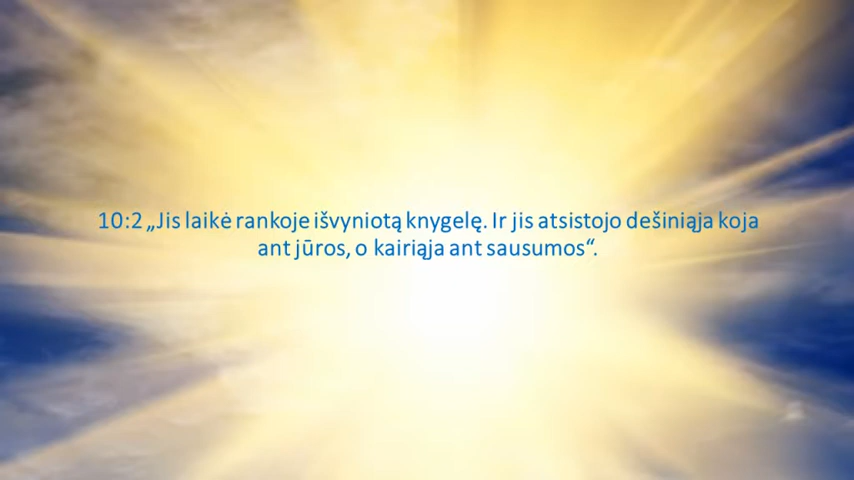 10:2 „Jis laikė rankoje išvyniotą knygelę. Ir jis atsistojo dešiniąja koja
ant jūros, o kairiąja ant sausumos“.